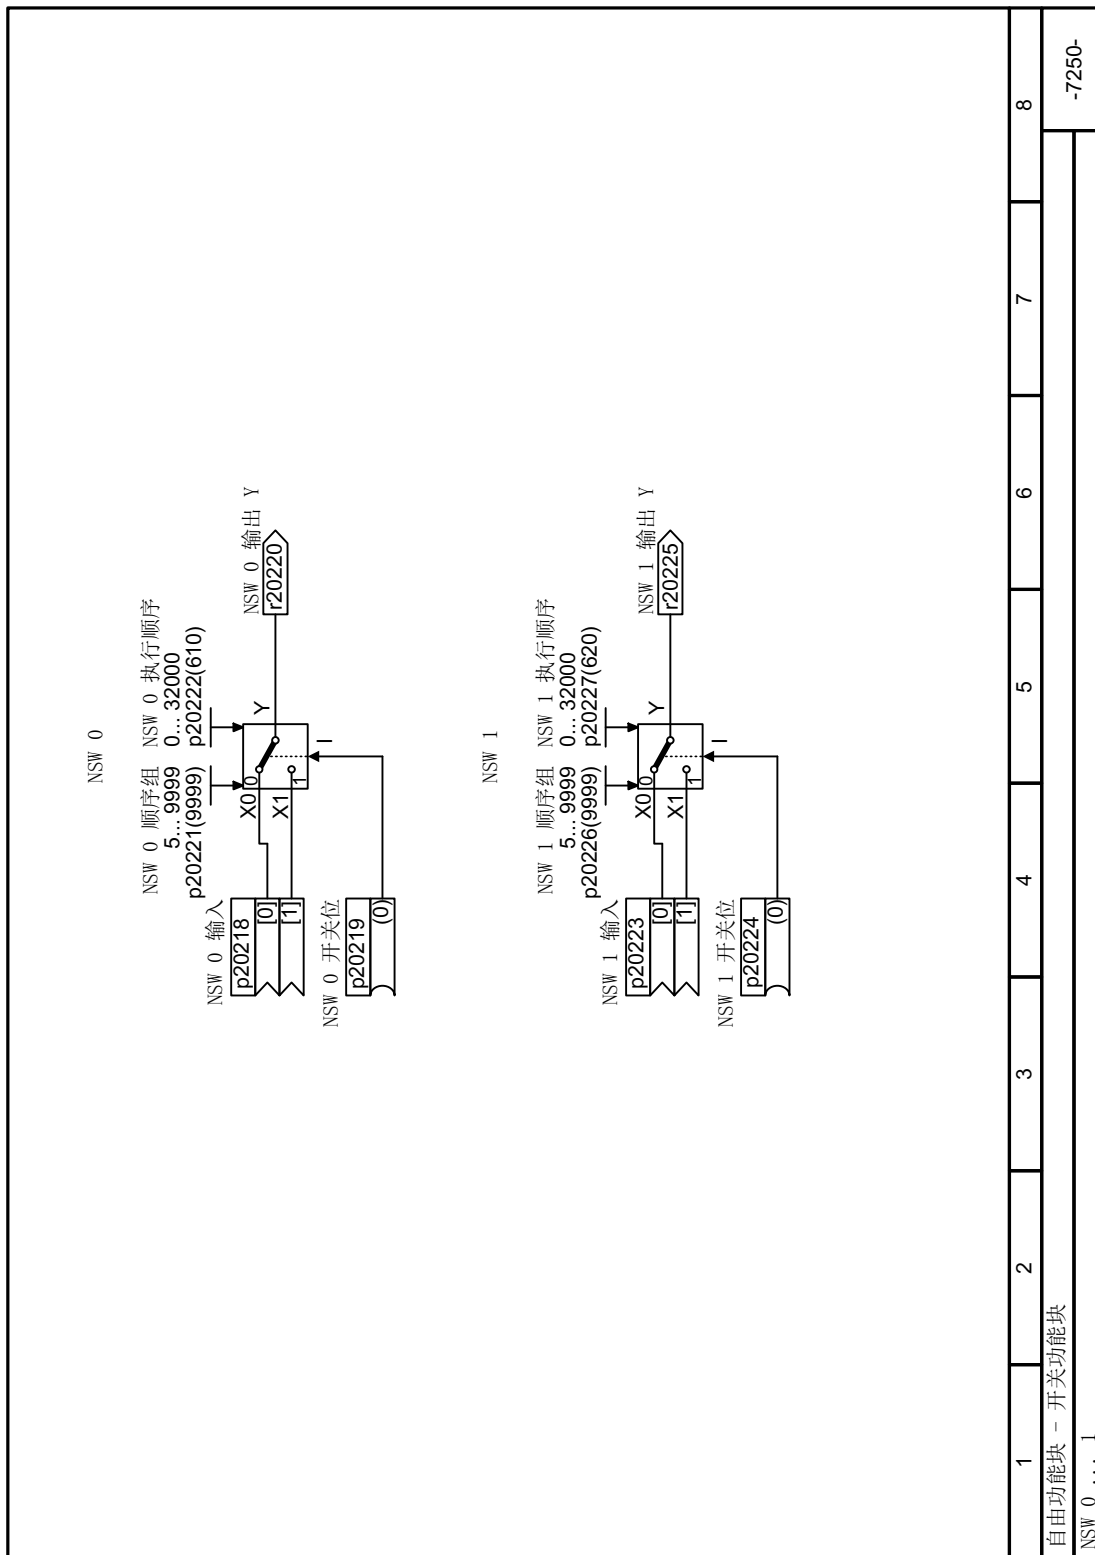 NSW 0
NSW 0 顺序组
5... 9999
p20221(9999)
NSW 0 执行顺序
0... 32000
p20222(610)
NSW 0 输入
p20218
[0]
[1]
X0
X1
0
1
Y
I
NSW 0 输出 Y
r20220
NSW 0 开关位
p20219
(0)
NSW 1
NSW 1 顺序组
5... 9999
p20226(9999)
NSW 1 执行顺序
0... 32000
p20227(620)
NSW 1 输入
p20223
[0]
[1]
X0
X1
0
1
Y
I
NSW 1 输出 Y
r20225
NSW 1 开关位
p20224
(0)
1 2 3 4 5 6 7 8
自由功能块 - 开关功能块
NSW 0 ... 1
-7250-